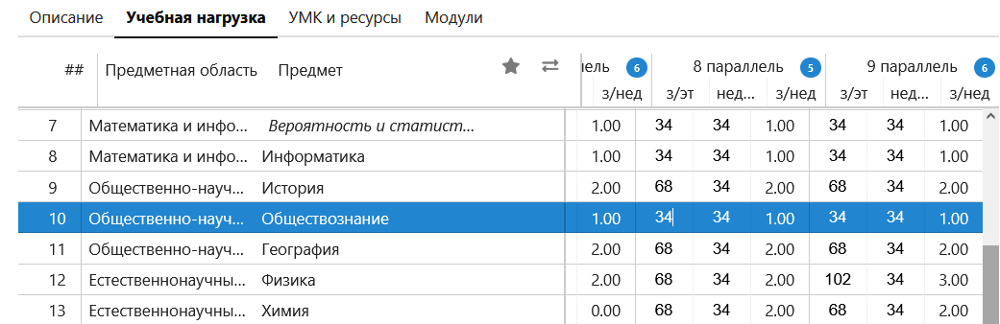 Описание Учебная нагрузка УМК и ресурсы Модули
## Предметная область Предмет лель 6 8 параллель 5 9 параллель 6
з/нед з/эт нед... з/нед з/эт нед... з/нед
7 Математика и инфо... Вероятность и статист... 1.00 34 34 1.00 34 34 1.00
8 Математика и инфо... Информатика 1.00 34 34 1.00 34 34 1.00
9 Общественно-науч... История 2.00 68 34 2.00 68 34 2.00
10 Общественно-науч... Обществознание 1.00 34 34 1.00 34 34 1.00
11 Общественно-науч... География 2.00 68 34 2.00 68 34 2.00
12 Естественнонаучны... Физика 2.00 68 34 2.00 102 34 3.00
13 Естественнонаучны... Химия 0.00 68 34 2.00 68 34 2.00